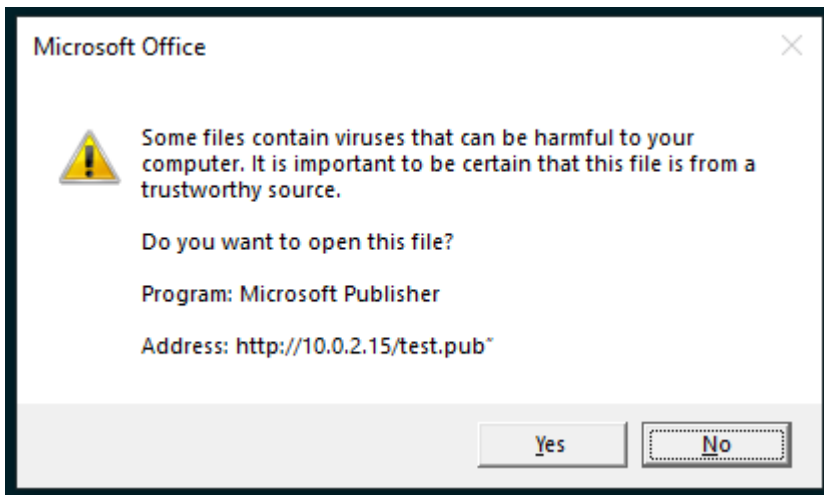 Microsoft Office
Some files contain viruses that can be harmful to your
computer. It is important to be certain that this file is from a
trustworthy source.
Do you want to open this file?
Program: Microsoft Publisher
Address: http://10.0.2.15/test.pub″
Yes
No